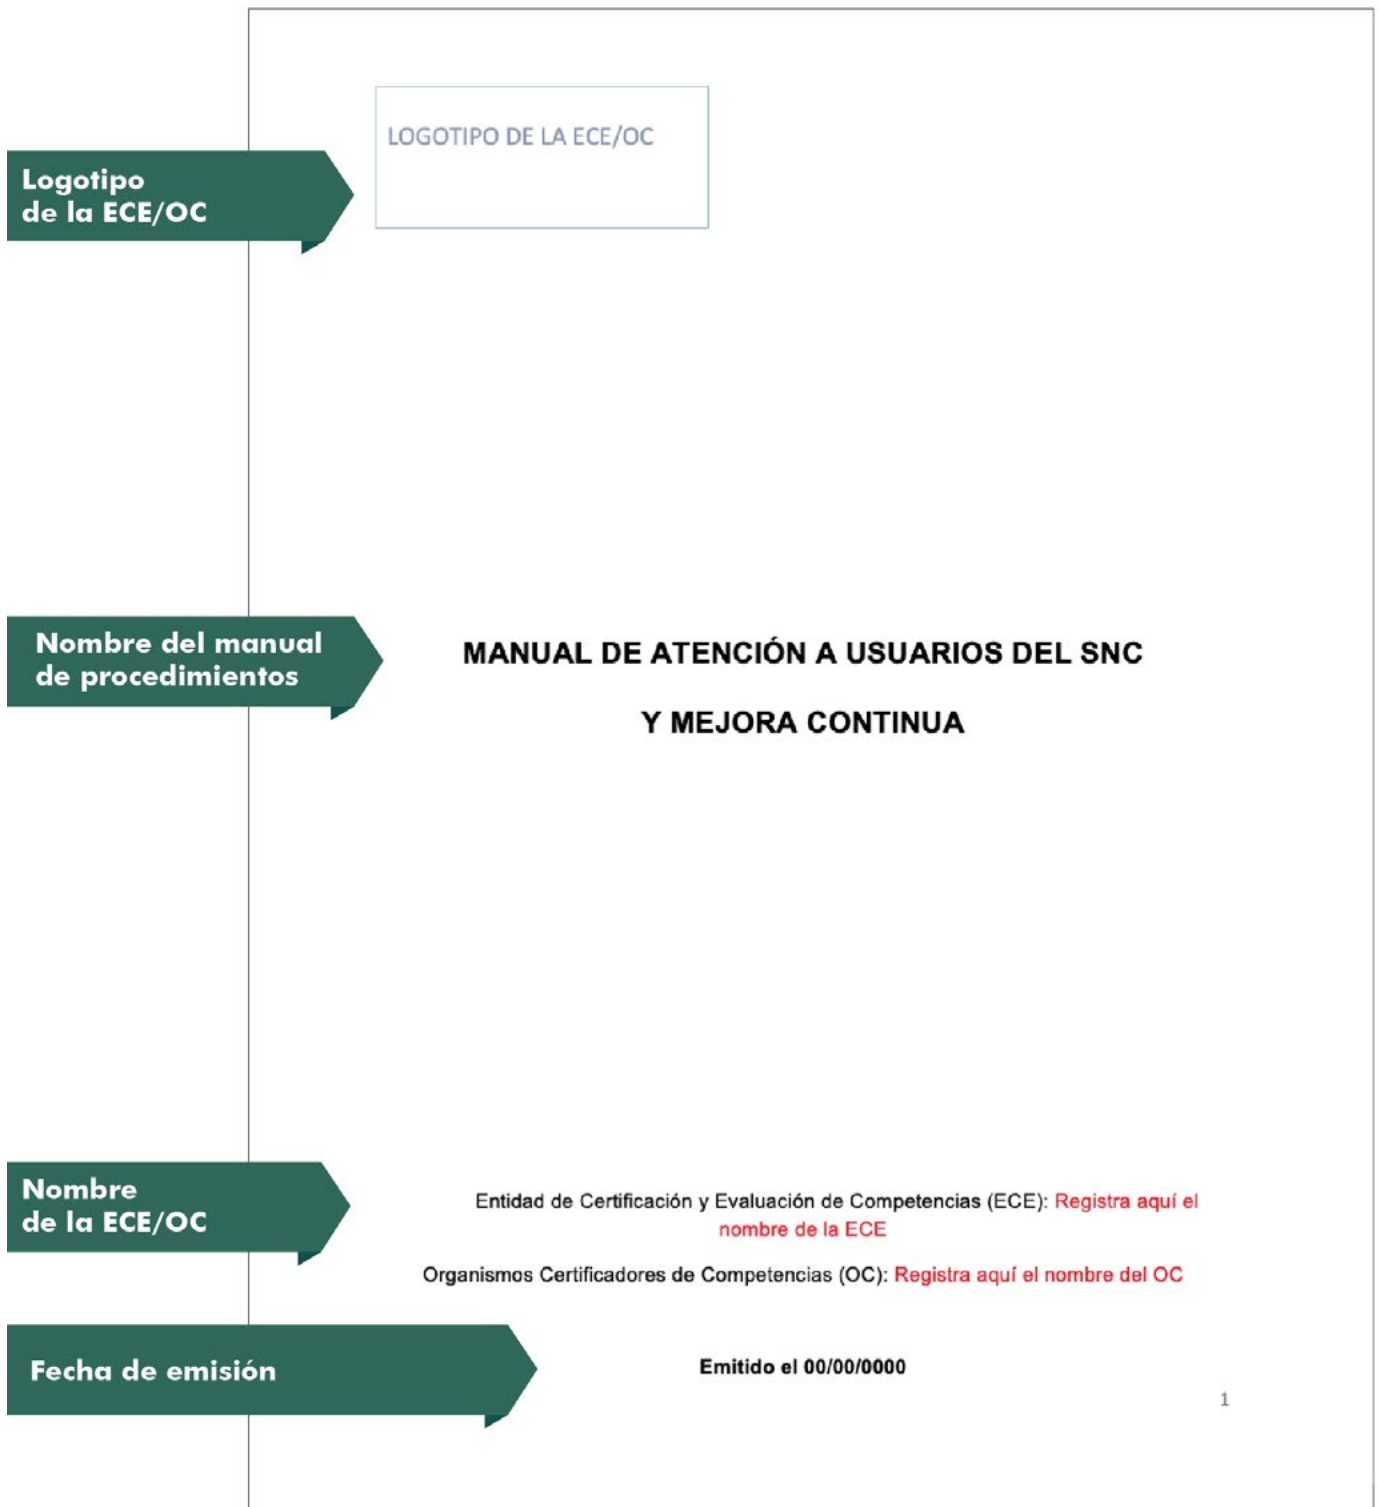 LOGOTIPO DE LA ECE/OC
Logotipo
de la ECE/OC
Nombre del manual
de procedimientos
MANUAL DE ATENCIÓN A USUARIOS DEL SNC
Y MEJORA CONTINUA
Nombre
de la ECE/OC
Entidad de Certificación y Evaluación de Competencias (ECE): Registra aquí el
nombre de la ECE
Organismos Certificadores de Competencias (OC): Registra aquí el nombre del OC
Fecha de emisión
Emitido el 00/00/0000
1